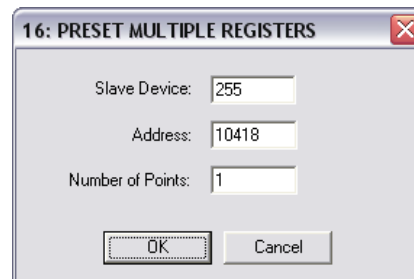 16: PRESET MULTIPLE REGISTERS
Slave Device: 255
Address: 10418
Number of Points: 1
OK Cancel